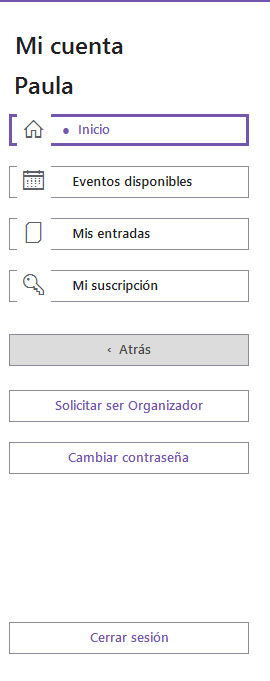 Mi cuenta
Paula
● Inicio
Eventos disponibles
Mis entradas
Mi suscripción
‹ Atrás
Solicitar ser Organizador
Cambiar contraseña
Cerrar sesión